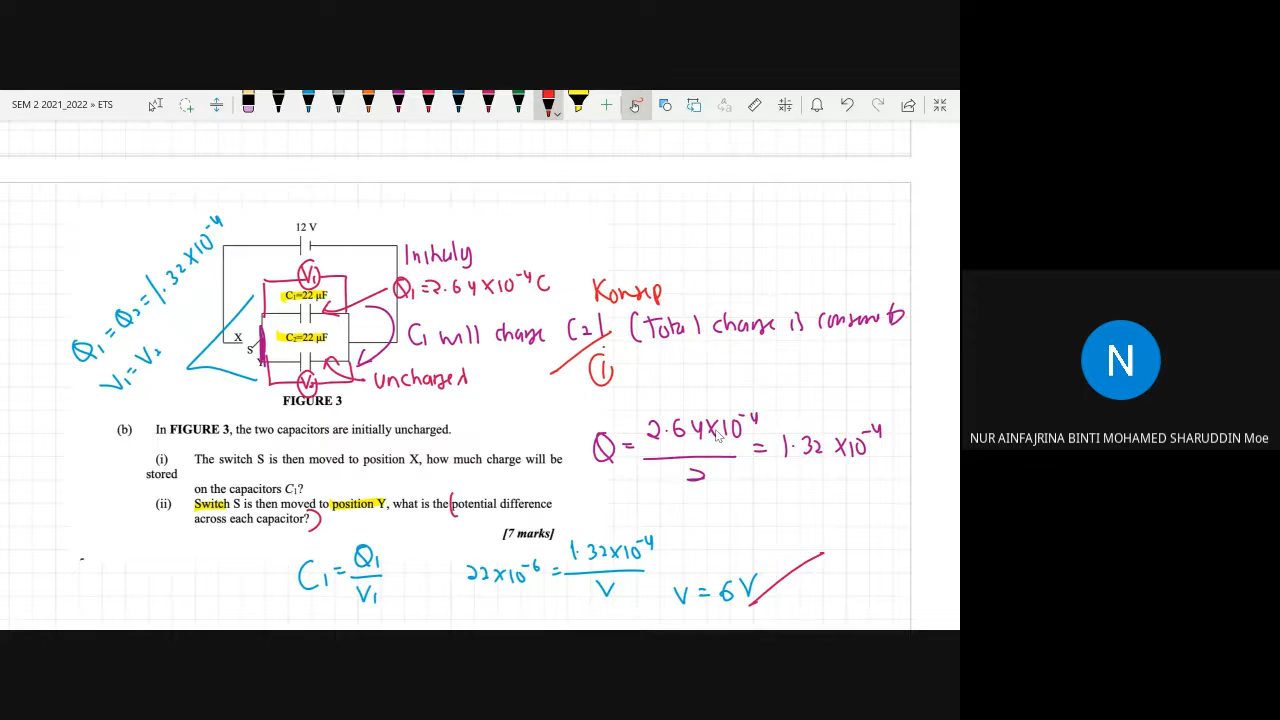 SEM 2 2021_2022 » ETS
12 V
V1
C1=22 µF
C2=22 µF
X
S
V2
FIGURE 3
Q1 = Q2 = 1.32×10^-4
V1 = V2
Initially
Q1 = 2.64 × 10^-4 C
Konsep
C1 will charge C2
(Total charge is conserved
i
uncharged
Q = 2.64×10^-4 / 2 = 1.32 ×10^-4
(b) In FIGURE 3, the two capacitors are initially uncharged.
(i) The switch S is then moved to position X, how much charge will be
stored
on the capacitors C1?
(ii) Switch S is then moved to position Y, what is the (potential difference
across each capacitor?)
[7 marks]
C1 = Q1 / V1
22×10^-6 = 1.32×10^-4 / V
V = 6 V
N
NUR AINFAJRINA BINTI MOHAMED SHARUDDIN Moe